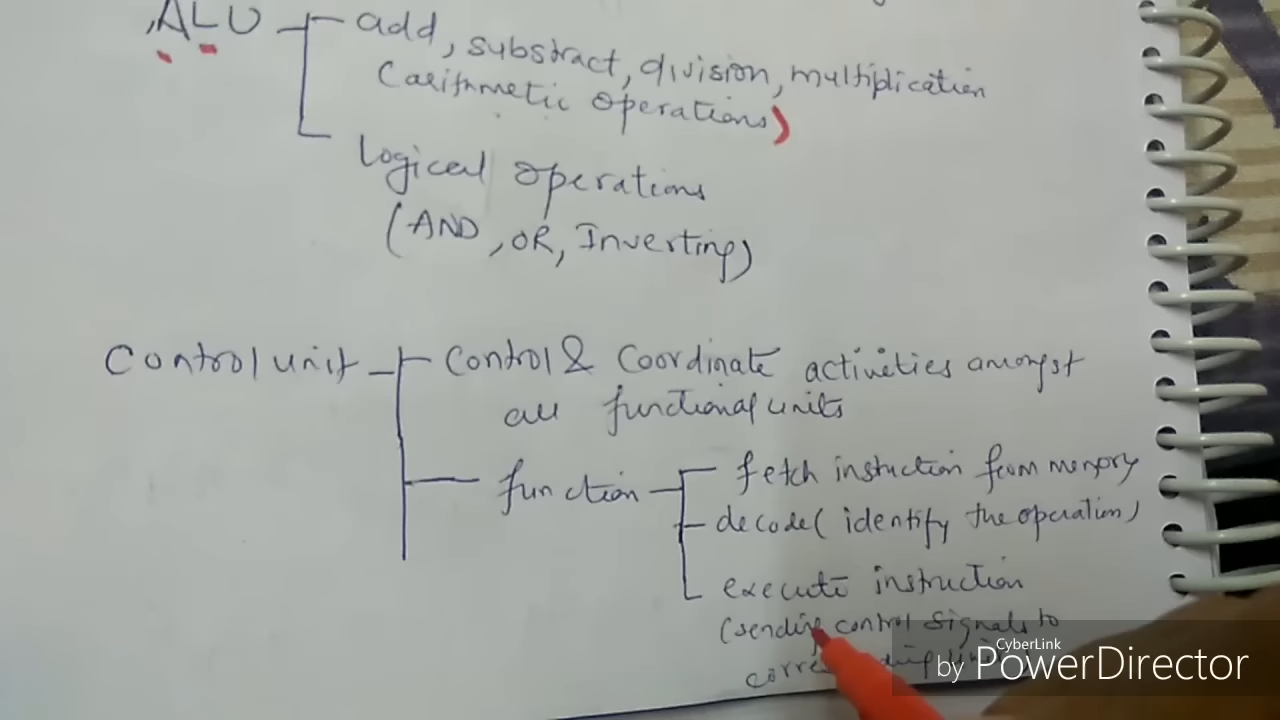 ALU
add, substract, division, multiplication
(arithmetic operations)
Logical operations
(AND, OR, Inverting)
Control unit
Control & Coordinate activities amongst
all functional units
function
fetch instruction from memory
decode ( identify the operation)
execute instruction
(sending control signals to
CyberLink
by PowerDirector